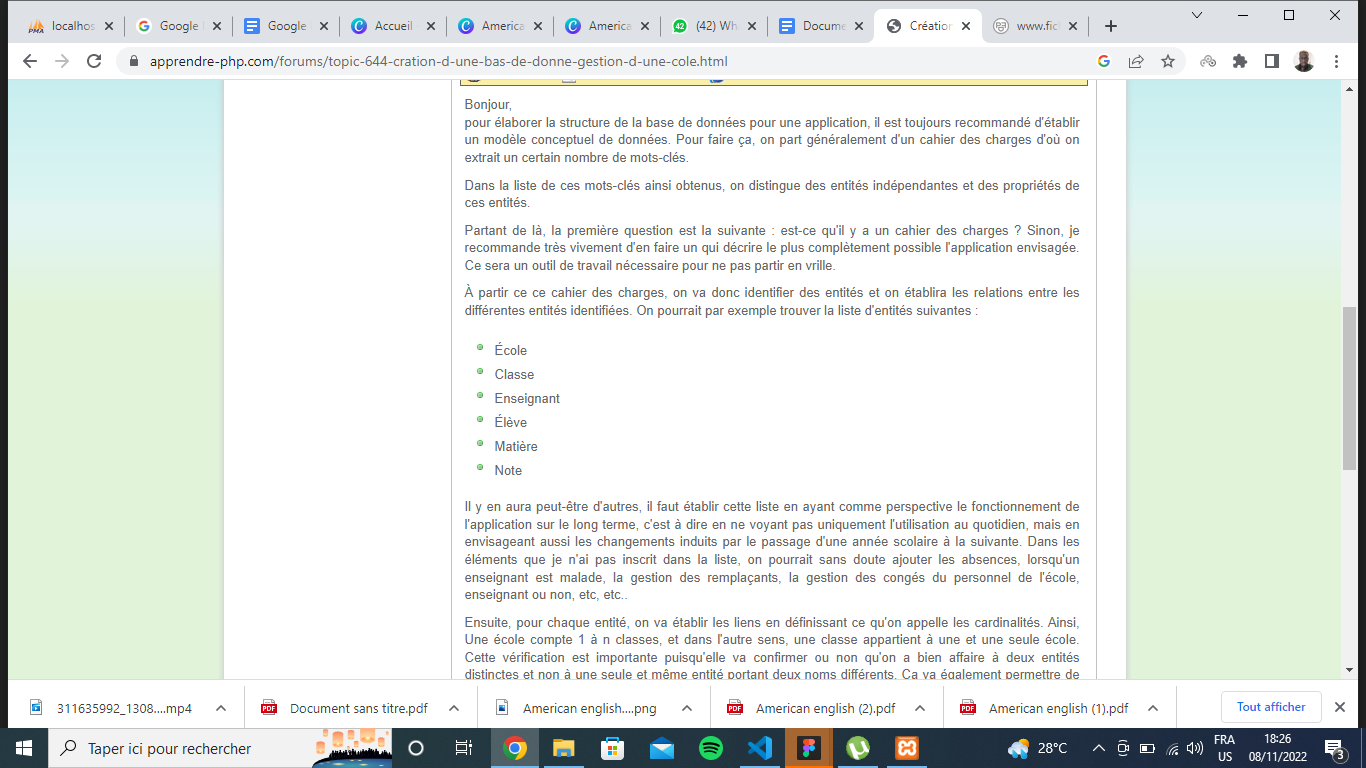 localhos
Google
Google
Accueil
America
America
(42) Wh
Docume
Création
www.fich
apprendre-php.com/forums/topic-644-cration-d-une-bas-de-donne-gestion-d-une-cole.html
Bonjour,
pour élaborer la structure de la base de données pour une application, il est toujours recommandé d'établir
un modèle conceptuel de données. Pour faire ça, on part généralement d'un cahier des charges d'où on
extrait un certain nombre de mots-clés.
Dans la liste de ces mots-clés ainsi obtenus, on distingue des entités indépendantes et des propriétés de
ces entités.
Partant de là, la première question est la suivante : est-ce qu'il y a un cahier des charges ? Sinon, je
recommande très vivement d'en faire un qui décrire le plus complètement possible l'application envisagée.
Ce sera un outil de travail nécessaire pour ne pas partir en vrille.
À partir ce ce cahier des charges, on va donc identifier des entités et on établira les relations entre les
différentes entités identifiées. On pourrait par exemple trouver la liste d'entités suivantes :
École
Classe
Enseignant
Élève
Matière
Note
Il y en aura peut-être d'autres, il faut établir cette liste en ayant comme perspective le fonctionnement de
l'application sur le long terme, c'est à dire en ne voyant pas uniquement l'utilisation au quotidien, mais en
envisageant aussi les changements induits par le passage d'une année scolaire à la suivante. Dans les
éléments que je n'ai pas inscrit dans la liste, on pourrait sans doute ajouter les absences, lorsqu'un
enseignant est malade, la gestion des remplaçants, la gestion des congés du personnel de l'école,
enseignant ou non, etc, etc..
Ensuite, pour chaque entité, on va établir les liens en définissant ce qu'on appelle les cardinalités. Ainsi,
Une école compte 1 à n classes, et dans l'autre sens, une classe appartient à une et une seule école.
Cette vérification est importante puisqu'elle va confirmer ou non qu'on a bien affaire à deux entités
distinctes et non à une seule et même entité portant deux noms différents. Ça va également permettre de
311635992_1308....mp4
Document sans titre.pdf
American english....png
American english (2).pdf
American english (1).pdf
Tout afficher
Taper ici pour rechercher
28°C
FRA
US
18:26
08/11/2022
3